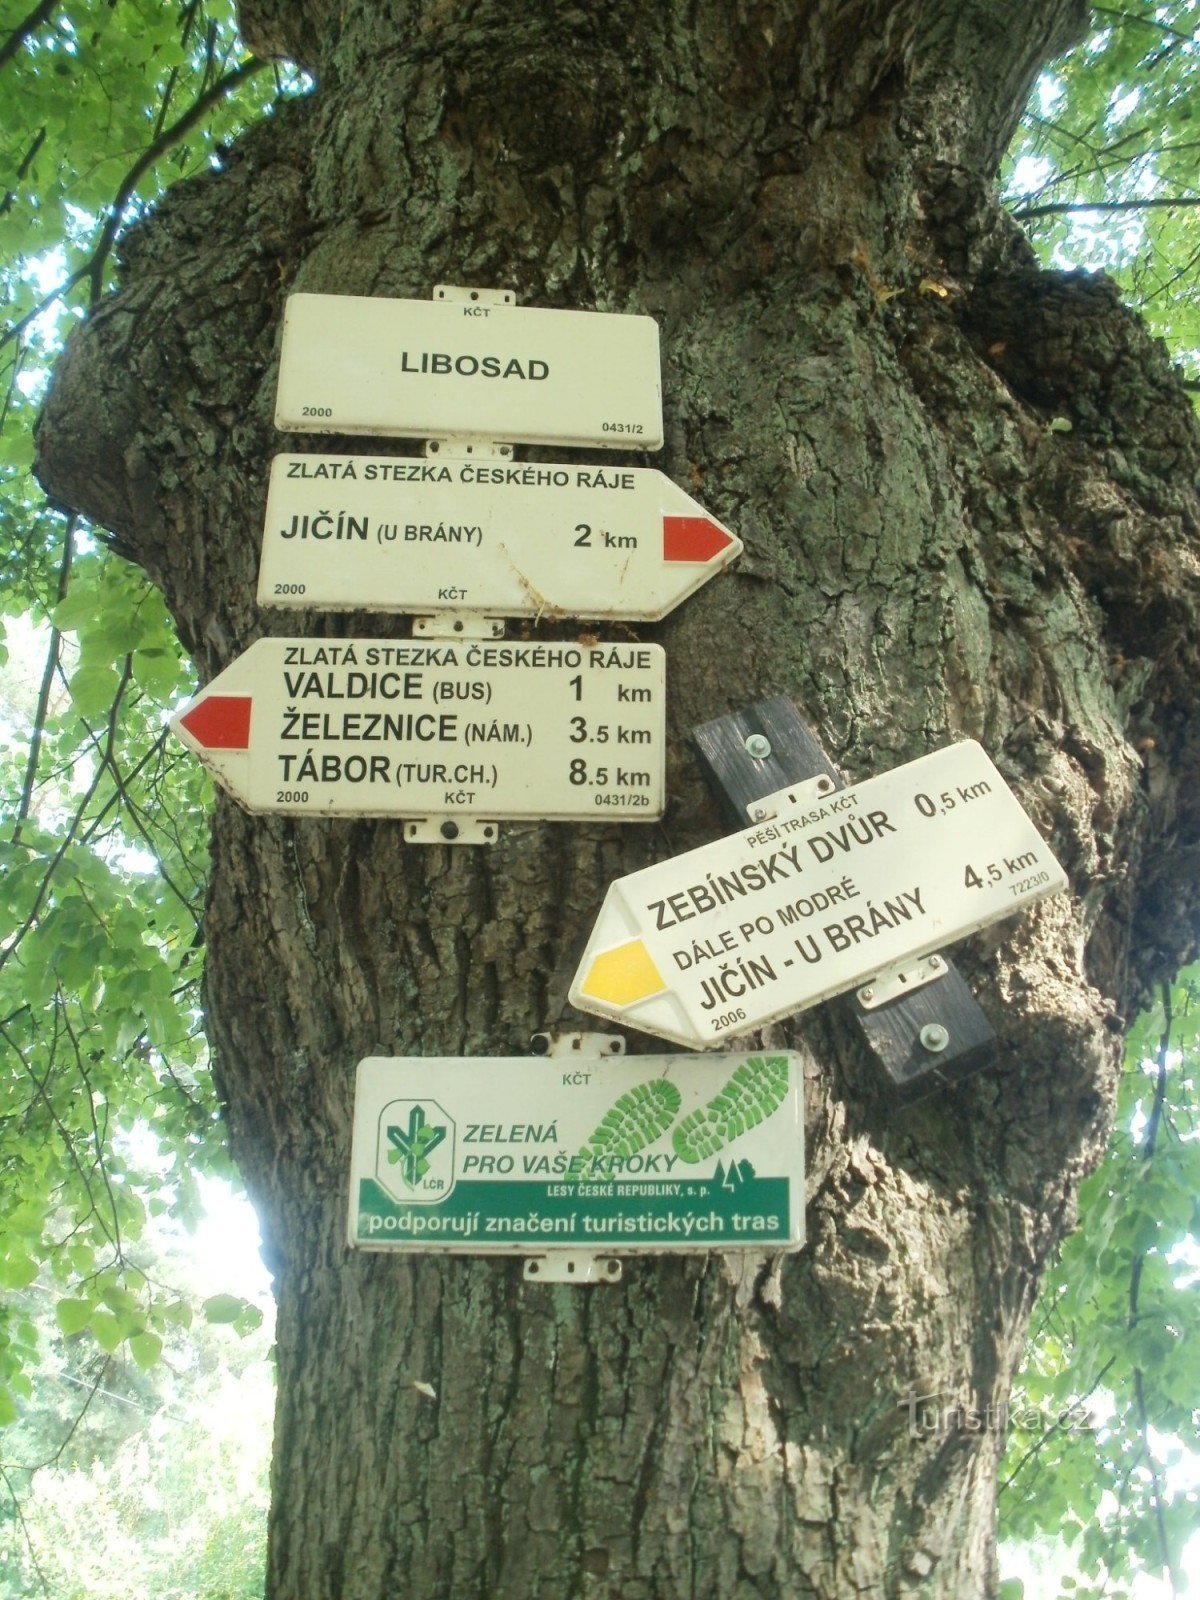 KČT
LIBOSAD
2000 0431/2
ZLATÁ STEZKA ČESKÉHO RÁJE
JIČÍN (U BRÁNY) 2 km
2000 KČT
ZLATÁ STEZKA ČESKÉHO RÁJE
VALDICE (BUS) 1 km
ŽELEZNICE (NÁM.) 3.5 km
TÁBOR (TUR.CH.) 8.5 km
2000 KČT 0431/2b
PĚŠÍ TRASA KČT
ZEBÍNSKÝ DVŮR 0,5 km
DÁLE PO MODRÉ
JIČÍN - U BRÁNY 4,5 km
2006 7223/0
KČT
ZELENÁ
PRO VAŠE KROKY
LČR
LESY ČESKÉ REPUBLIKY, s. p.
podporují značení turistických tras
Turistika.cz